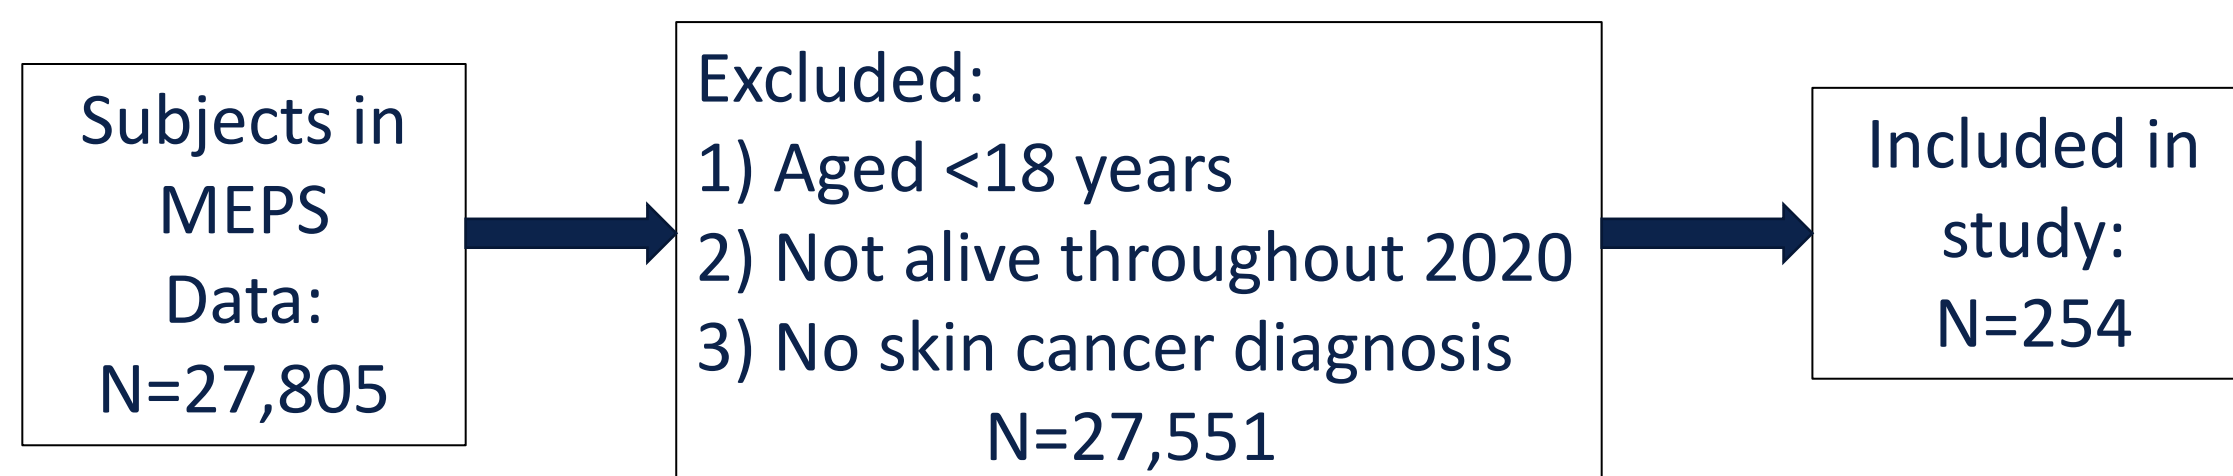 Subjects in
MEPS
Data:
N=27,805
Excluded:
1) Aged <18 years
2) Not alive throughout 2020
3) No skin cancer diagnosis
N=27,551
Included in
study:
N=254